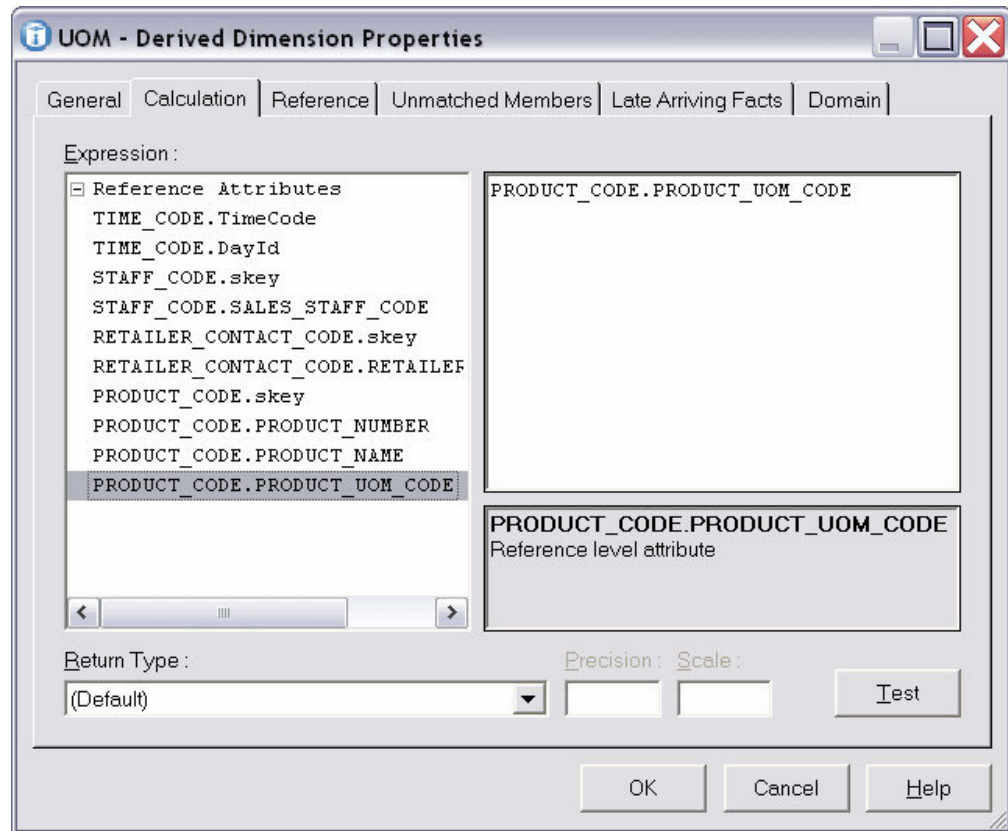 UOM - Derived Dimension Properties
General Calculation Reference Unmatched Members Late Arriving Facts Domain
Expression :
Reference Attributes
TIME_CODE.TimeCode
TIME_CODE.DayId
STAFF_CODE.skey
STAFF_CODE.SALES_STAFF_CODE
RETAILER_CONTACT_CODE.skey
RETAILER_CONTACT_CODE.RETAILER
PRODUCT_CODE.skey
PRODUCT_CODE.PRODUCT_NUMBER
PRODUCT_CODE.PRODUCT_NAME
PRODUCT_CODE.PRODUCT_UOM_CODE
PRODUCT_CODE.PRODUCT_UOM_CODE
PRODUCT_CODE.PRODUCT_UOM_CODE
Reference level attribute
Return Type :
(Default)
Precision :
Scale :
Test
OK Cancel Help